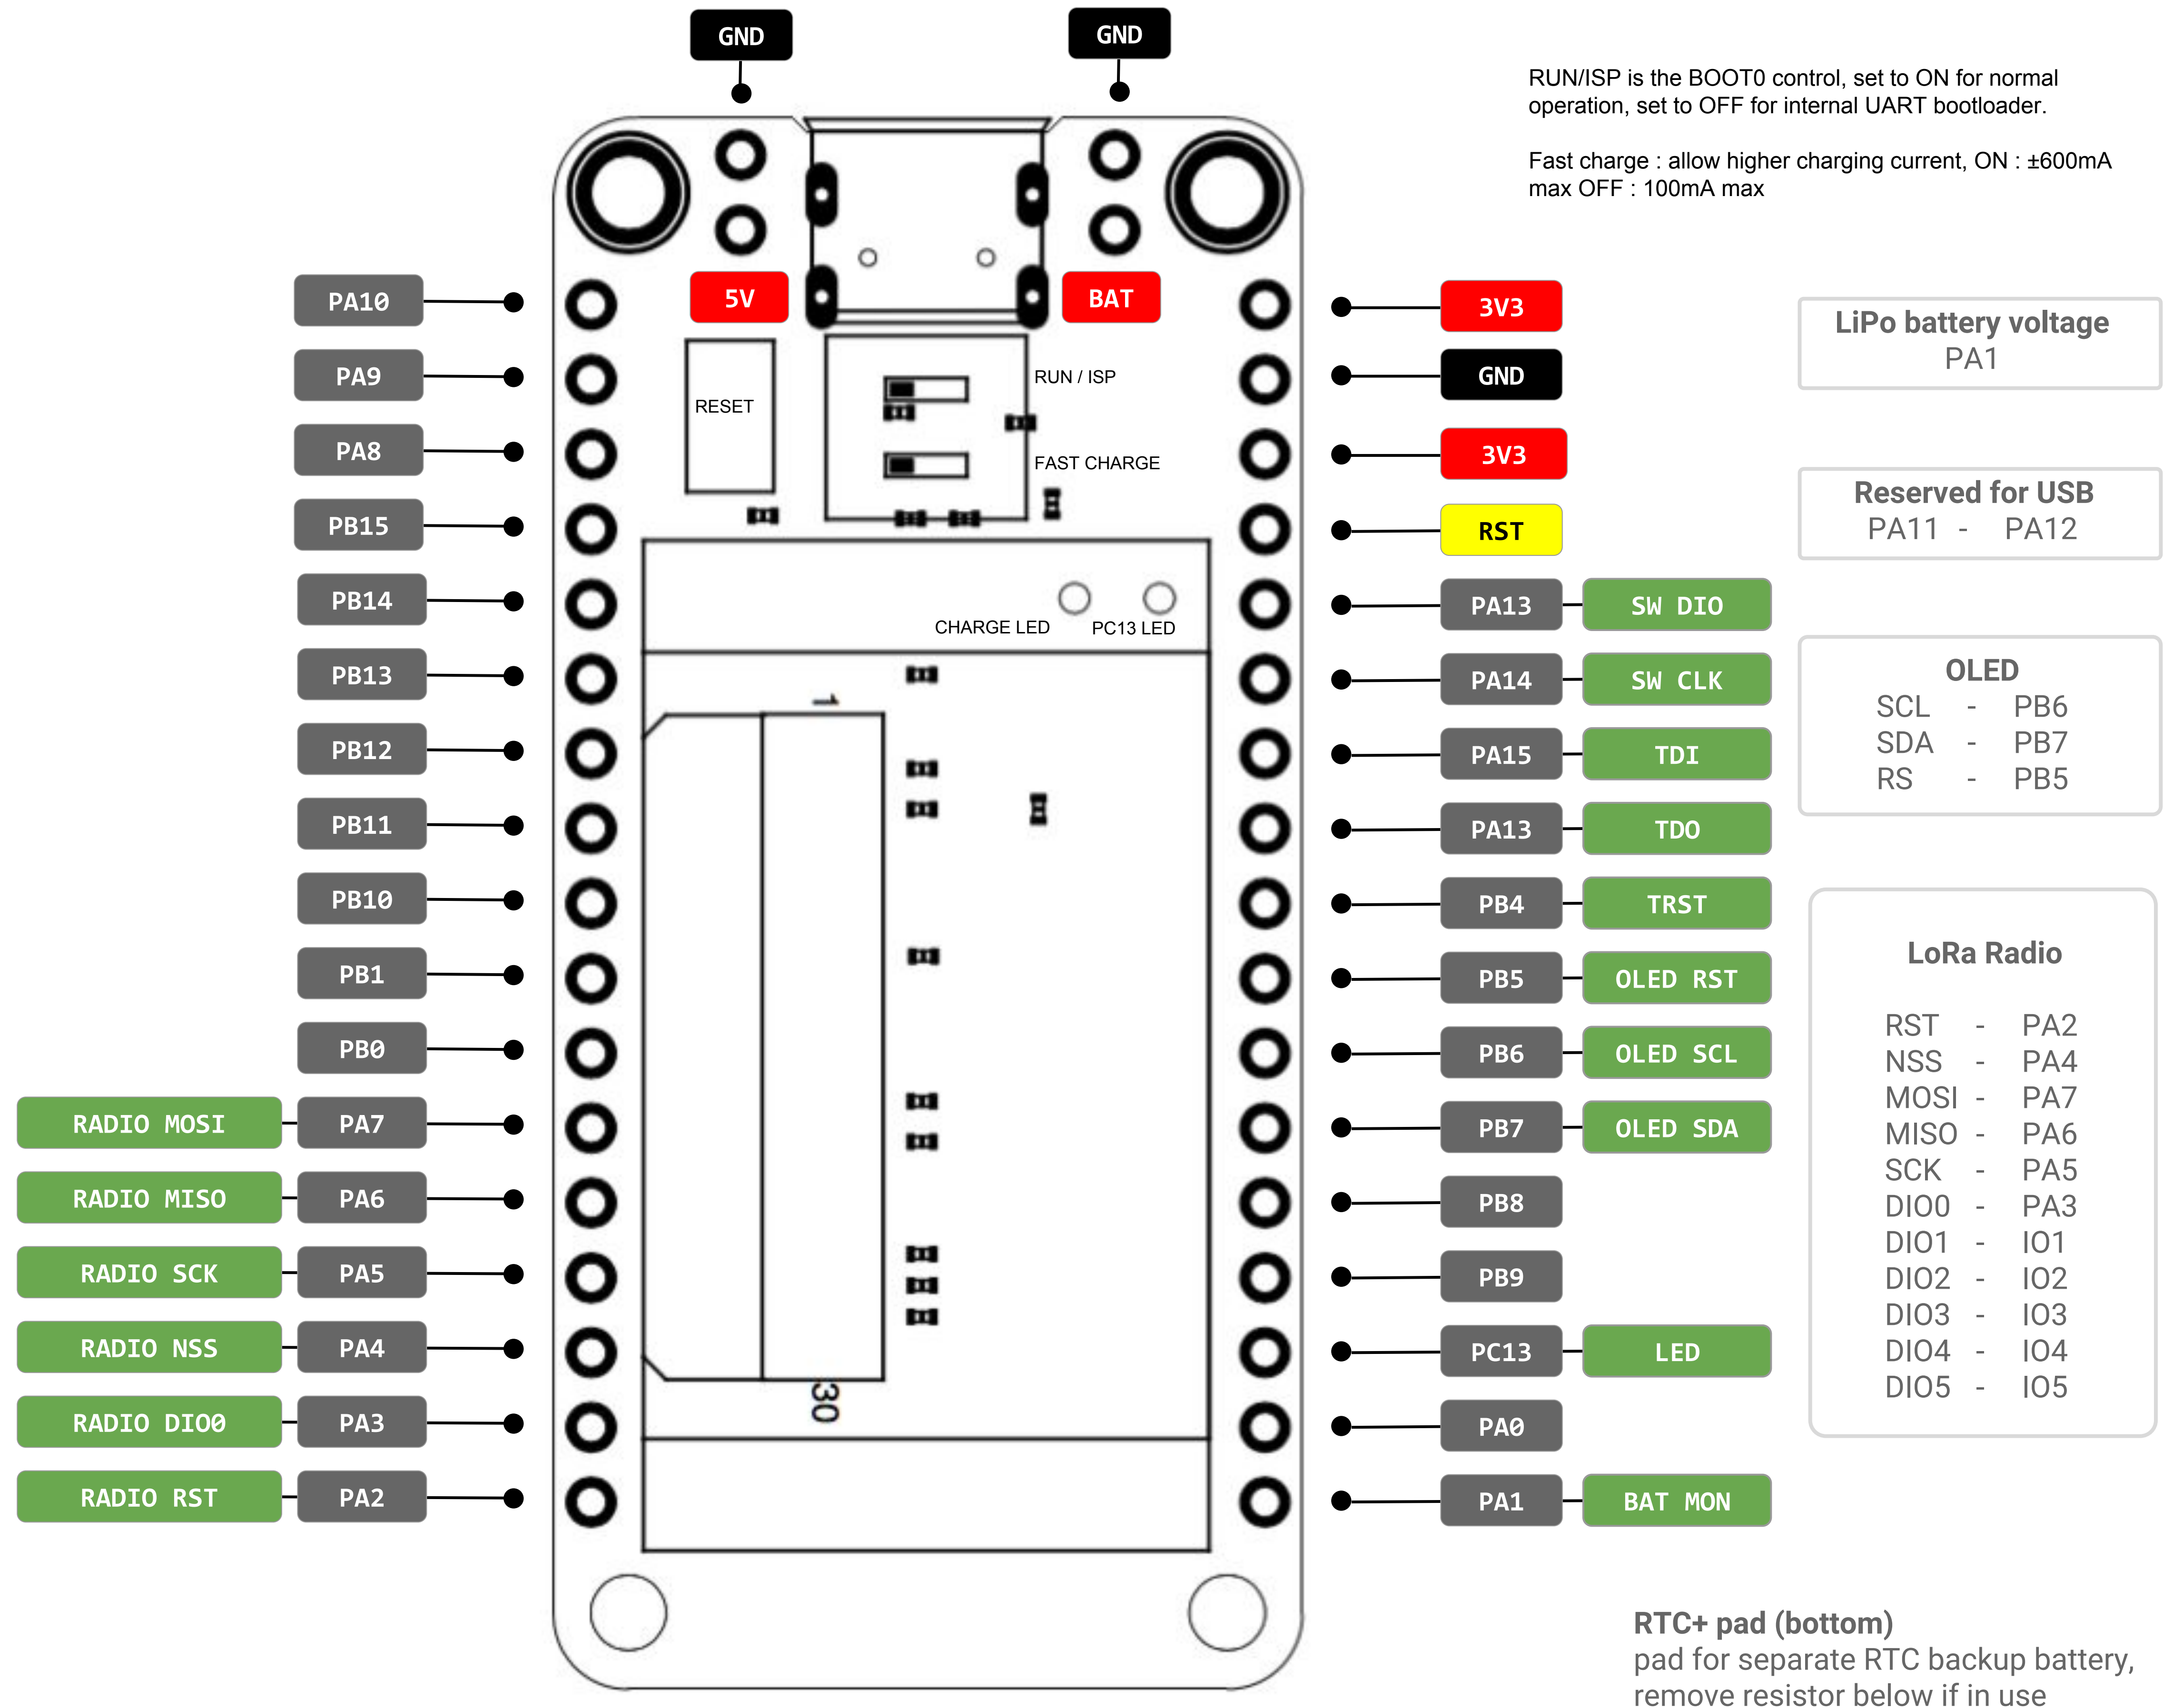 GND
GND
RUN/ISP is the BOOT0 control, set to ON for normal
operation, set to OFF for internal UART bootloader.
Fast charge : allow higher charging current, ON : ±600mA
max OFF : 100mA max
5V
BAT
RESET
RUN / ISP
FAST CHARGE
CHARGE LED
PC13 LED
1
30
PA10
PA9
PA8
PB15
PB14
PB13
PB12
PB11
PB10
PB1
PB0
RADIO MOSI PA7
RADIO MISO PA6
RADIO SCK PA5
RADIO NSS PA4
RADIO DIO0 PA3
RADIO RST PA2
3V3
GND
3V3
RST
PA13 SW DIO
PA14 SW CLK
PA15 TDI
PA13 TDO
PB4 TRST
PB5 OLED RST
PB6 OLED SCL
PB7 OLED SDA
PB8
PB9
PC13 LED
PA0
PA1 BAT MON
LiPo battery voltage
PA1
Reserved for USB
PA11 - PA12
OLED
SCL - PB6
SDA - PB7
RS - PB5
LoRa Radio
RST - PA2
NSS - PA4
MOSI - PA7
MISO - PA6
SCK - PA5
DIO0 - PA3
DIO1 - IO1
DIO2 - IO2
DIO3 - IO3
DIO4 - IO4
DIO5 - IO5
RTC+ pad (bottom)
pad for separate RTC backup battery,
remove resistor below if in use